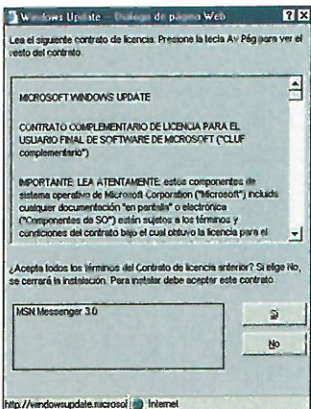 Windows Update -- Diálogo de página Web
Lea el siguiente contrato de licencia. Presione la tecla Av Pág para ver el
resto del contrato.
MICROSOFT WINDOWS UPDATE
CONTRATO COMPLEMENTARIO DE LICENCIA PARA EL
USUARIO FINAL DE SOFTWARE DE MICROSOFT ("CLUF
complementario")
IMPORTANTE: LEA ATENTAMENTE: estos componentes de
sistema operativo de Microsoft Corporation ("Microsoft") incluida
cualquier documentación "en pantalla" o electrónica
("Componentes de SO") están sujetos a los términos y
condiciones del contrato bajo el cual obtuvo la licencia para el
¿Acepta todos los términos del Contrato de licencia anterior? Si elige No,
se cerrará la instalación. Para instalar debe aceptar este contrato.
MSN Messenger 3.0
Sí
No
http://windowsupdate.microsof Internet